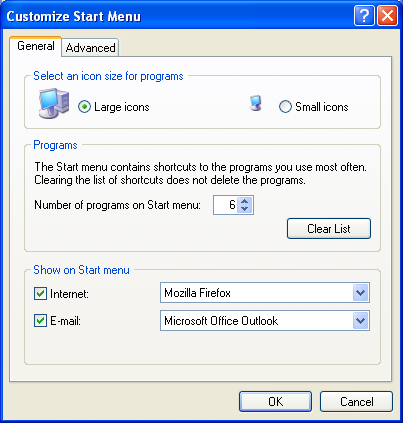 Customize Start Menu
General Advanced
Select an icon size for programs
Large icons Small icons
Programs
The Start menu contains shortcuts to the programs you use most often.
Clearing the list of shortcuts does not delete the programs.
Number of programs on Start menu: 6
Clear List
Show on Start menu
Internet: Mozilla Firefox
E-mail: Microsoft Office Outlook
OK Cancel